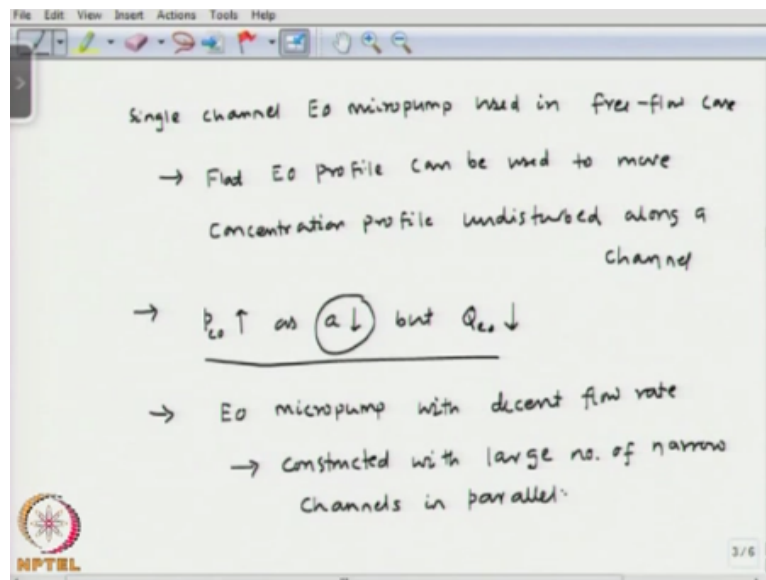 File Edit View Insert Actions Tools Help
Single channel EO micropump used in free-flow case
→ Flat EO profile can be used to move
concentration profile undisturbed along a
channel
→ Peo ↑ as a ↓ but Qeo ↓
→ EO micropump with decent flow rate
→ constructed with large no. of narrow
channels in parallel.
NPTEL
3/6